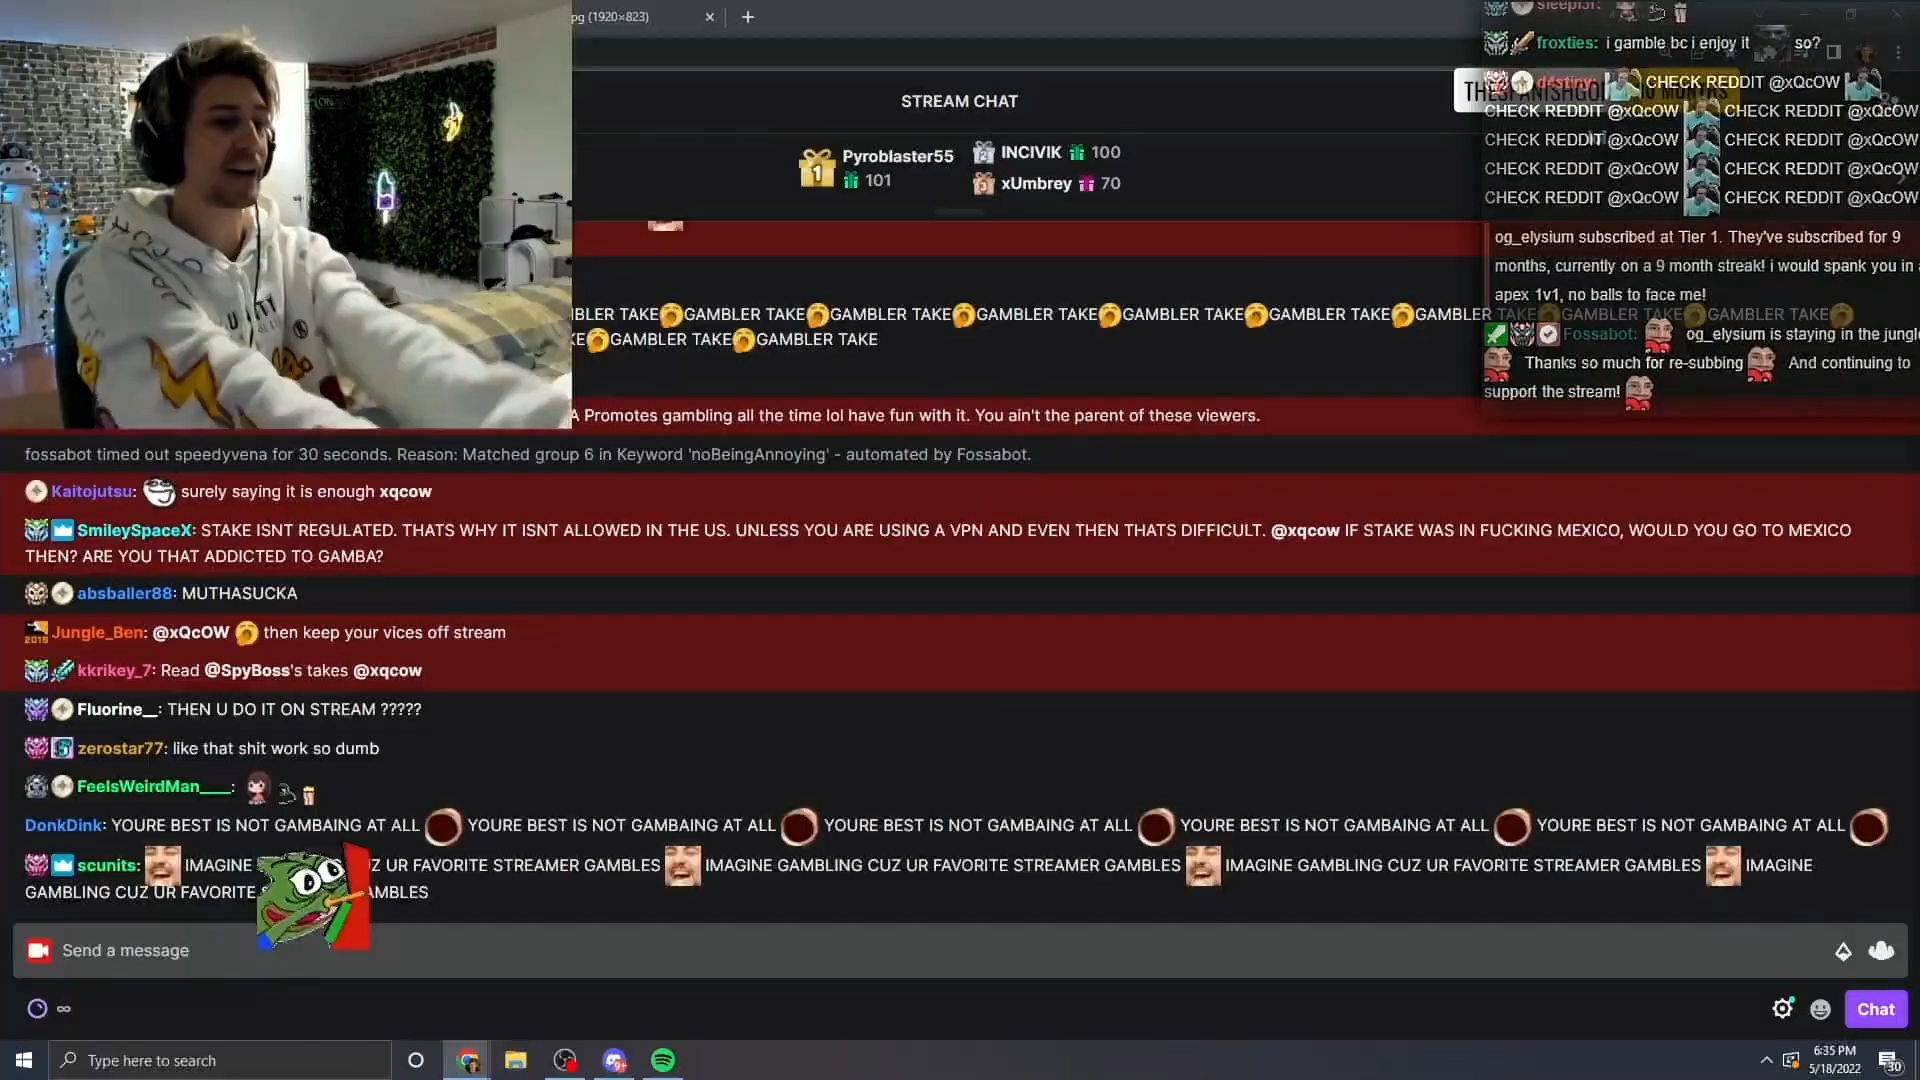 pg (1920×823)
STREAM CHAT
Pyroblaster55
101
INCIVIK 100
xUmbrey 70
froxties: i gamble bc i enjoy it so?
d4stiny: CHECK REDDIT @xQcOW
CHECK REDDIT @xQcOW CHECK REDDIT @xQcOW
CHECK REDDIT @xQcOW CHECK REDDIT @xQcOW
CHECK REDDIT @xQcOW CHECK REDDIT @xQcOW
CHECK REDDIT @xQcOW CHECK REDDIT @xQcOW
og_elysium subscribed at Tier 1. They've subscribed for 9
months, currently on a 9 month streak! i would spank you in a
apex 1v1, no balls to face me!
Fossabot: og_elysium is staying in the jungle
Thanks so much for re-subbing And continuing to
support the stream!
BLER TAKE GAMBLER TAKE GAMBLER TAKE GAMBLER TAKE GAMBLER TAKE GAMBLER TAKE GAMBLER TAKE GAMBLER TAKE GAMBLER TAKE
KE GAMBLER TAKE GAMBLER TAKE
A Promotes gambling all the time lol have fun with it. You ain't the parent of these viewers.
fossabot timed out speedyvena for 30 seconds. Reason: Matched group 6 in Keyword 'noBeingAnnoying' - automated by Fossabot.
Kaitojutsu: surely saying it is enough xqcow
SmileySpaceX: STAKE ISNT REGULATED. THATS WHY IT ISNT ALLOWED IN THE US. UNLESS YOU ARE USING A VPN AND EVEN THEN THATS DIFFICULT. @xqcow IF STAKE WAS IN FUCKING MEXICO, WOULD YOU GO TO MEXICO
THEN? ARE YOU THAT ADDICTED TO GAMBA?
absballer88: MUTHASUCKA
Jungle_Ben: @xQcOW then keep your vices off stream
kkrikey_7: Read @SpyBoss's takes @xqcow
Fluorine__: THEN U DO IT ON STREAM ?????
zerostar77: like that shit work so dumb
FeelsWeirdMan____:
DonkDink: YOURE BEST IS NOT GAMBAING AT ALL YOURE BEST IS NOT GAMBAING AT ALL YOURE BEST IS NOT GAMBAING AT ALL YOURE BEST IS NOT GAMBAING AT ALL YOURE BEST IS NOT GAMBAING AT ALL
scunits: IMAGINE UZ UR FAVORITE STREAMER GAMBLES IMAGINE GAMBLING CUZ UR FAVORITE STREAMER GAMBLES IMAGINE GAMBLING CUZ UR FAVORITE STREAMER GAMBLES IMAGINE
GAMBLING CUZ UR FAVORITE AMBLES
Send a message
∞
Chat
Type here to search
6:35 PM
5/18/2022
30